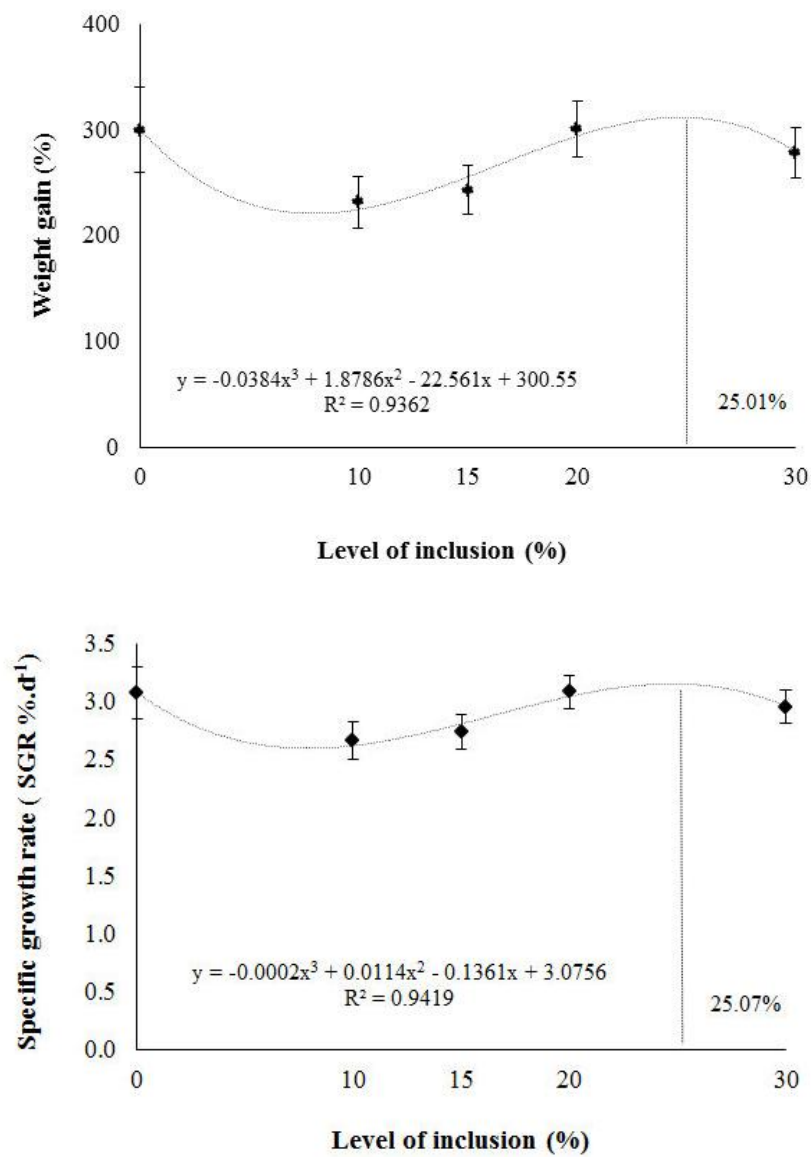 400
300
200
100
0
Weight gain (%)
y = -0.0384x³ + 1.8786x² - 22.561x + 300.55
R² = 0.9362
25.01%
0 10 15 20 30
Level of inclusion (%)
3.5
3.0
2.5
2.0
1.5
1.0
0.5
0.0
Specific growth rate ( SGR %.d⁻¹)
y = -0.0002x³ + 0.0114x² - 0.1361x + 3.0756
R² = 0.9419
25.07%
0 10 15 20 30
Level of inclusion (%)